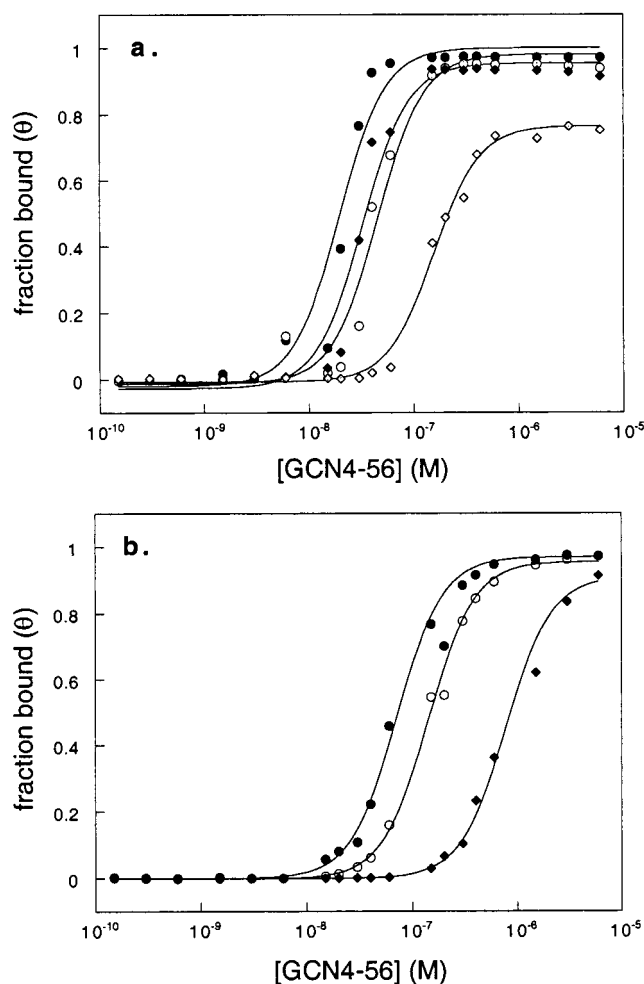 a.
1
0.8
0.6
0.4
0.2
0
fraction bound (θ)
10⁻¹⁰ 10⁻⁹ 10⁻⁸ 10⁻⁷ 10⁻⁶ 10⁻⁵
[GCN4-56] (M)
b.
1
0.8
0.6
0.4
0.2
0
fraction bound (θ)
10⁻¹⁰ 10⁻⁹ 10⁻⁸ 10⁻⁷ 10⁻⁶ 10⁻⁵
[GCN4-56] (M)